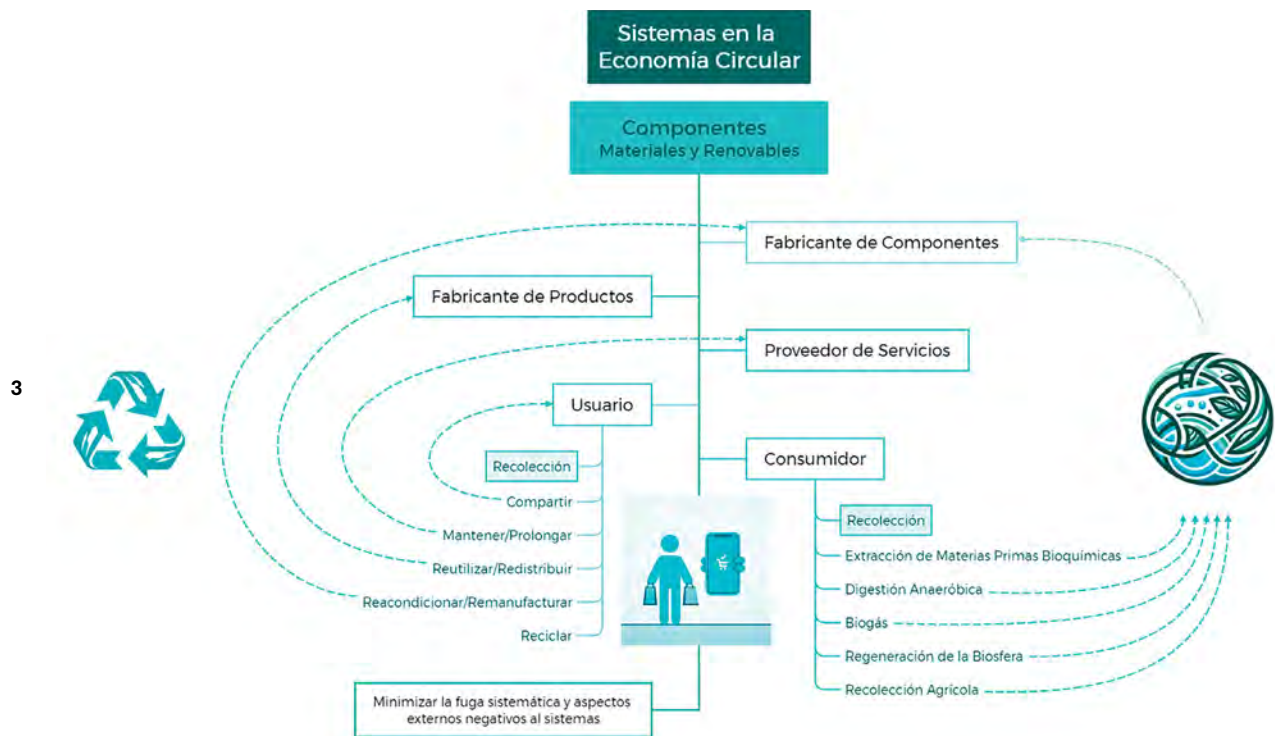 Sistemas en la
Economía Circular
Componentes
Materiales y Renovables
Fabricante de Componentes
Fabricante de Productos
Proveedor de Servicios
3
Usuario
Consumidor
Recolección
Compartir
Mantener/Prolongar
Reutilizar/Redistribuir
Reacondicionar/Remanufacturar
Reciclar
Recolección
Extracción de Materias Primas Bioquímicas
Digestión Anaeróbica
Biogás
Regeneración de la Biosfera
Recolección Agrícola
Minimizar la fuga sistemática y aspectos
externos negativos al sistemas